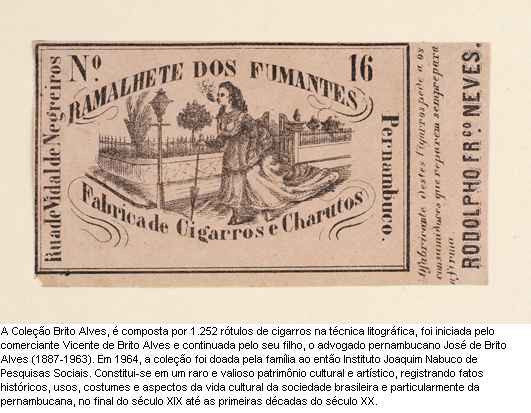 Nº 16
RAMALHETE DOS FUMANTES
Rua de Vidal de Negreiros
Pernambuco.
Fabrica de Cigarros e Charutos
O fabricante destes Cigarros pede a os
consumidores que reparem sempre para
a firma
RODOLPHO FR.CO NEVES.
A Coleção Brito Alves, é composta por 1.252 rótulos de cigarros na técnica litográfica, foi iniciada pelo
comerciante Vicente de Brito Alves e continuada pelo seu filho, o advogado pernambucano José de Brito
Alves (1887-1963). Em 1964, a coleção foi doada pela família ao então Instituto Joaquim Nabuco de
Pesquisas Sociais. Constitui-se em um raro e valioso patrimônio cultural e artístico, registrando fatos
históricos, usos, costumes e aspectos da vida cultural da sociedade brasileira e particularmente da
pernambucana, no final do século XIX até as primeiras décadas do século XX.